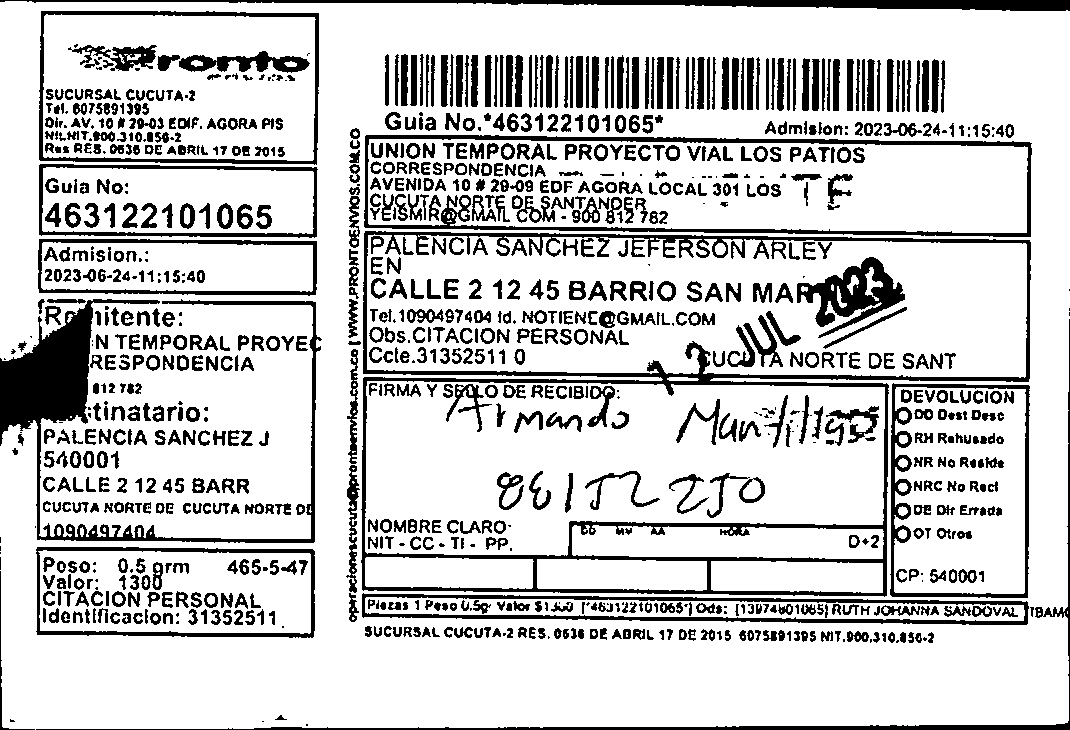 Pronto
envios
SUCURSAL CUCUTA-2
Tel. 6075891395
Dir. AV. 10 # 29-03 EDIF. AGORA PIS
NI.NIT.900.310.856-2
Res RES. 0636 DE ABRIL 17 DE 2015
Guia No:
463122101065
Admision.:
2023-06-24-11:15:40
Remitente:
N TEMPORAL PROYEC
RESPONDENCIA
812 782
tinatario:
PALENCIA SANCHEZ J
540001
CALLE 2 12 45 BARR
CUCUTA NORTE DE CUCUTA NORTE DE
1090497404
Peso: 0.5 grm 465-5-47
Valor: 1300
CITACION PERSONAL
Identificacion: 31352511
operacionescucuta@prontoenvios.com.co | WWW.PRONTOENVIOS.COM.CO
Guia No.*463122101065*
Admision: 2023-06-24-11:15:40
UNION TEMPORAL PROYECTO VIAL LOS PATIOS
CORRESPONDENCIA
AVENIDA 10 # 29-09 EDF AGORA LOCAL 301 LOS
CUCUTA NORTE DE SANTANDER
YEISMIR@GMAIL COM - 900 812 782
PALENCIA SANCHEZ JEFERSON ARLEY
EN
CALLE 2 12 45 BARRIO SAN MAR
Tel.1090497404 Id. NOTIENE@GMAIL.COM
Obs.CITACION PERSONAL
Ccte.31352511 0 CUCUTA NORTE DE SANT
JUL 2023
FIRMA Y SELLO DE RECIBIDO:
Armando
NOMBRE CLARO:
NIT - CC - TI - PP.
DD MM AA HORA
D+2
DEVOLUCION
DD Dest Desc
RH Rehusado
NR No Reside
NRC No Recl
DE Dir Errada
OT Otros
CP: 540001
Piezas 1 Peso 0.5g Valor $1300 [*463122101065*] Ods: [13974801065] RUTH JOHANNA SANDOVAL TIBAMO
SUCURSAL CUCUTA-2 RES. 0636 DE ABRIL 17 DE 2015 6075891395 NIT.900,310,856-2